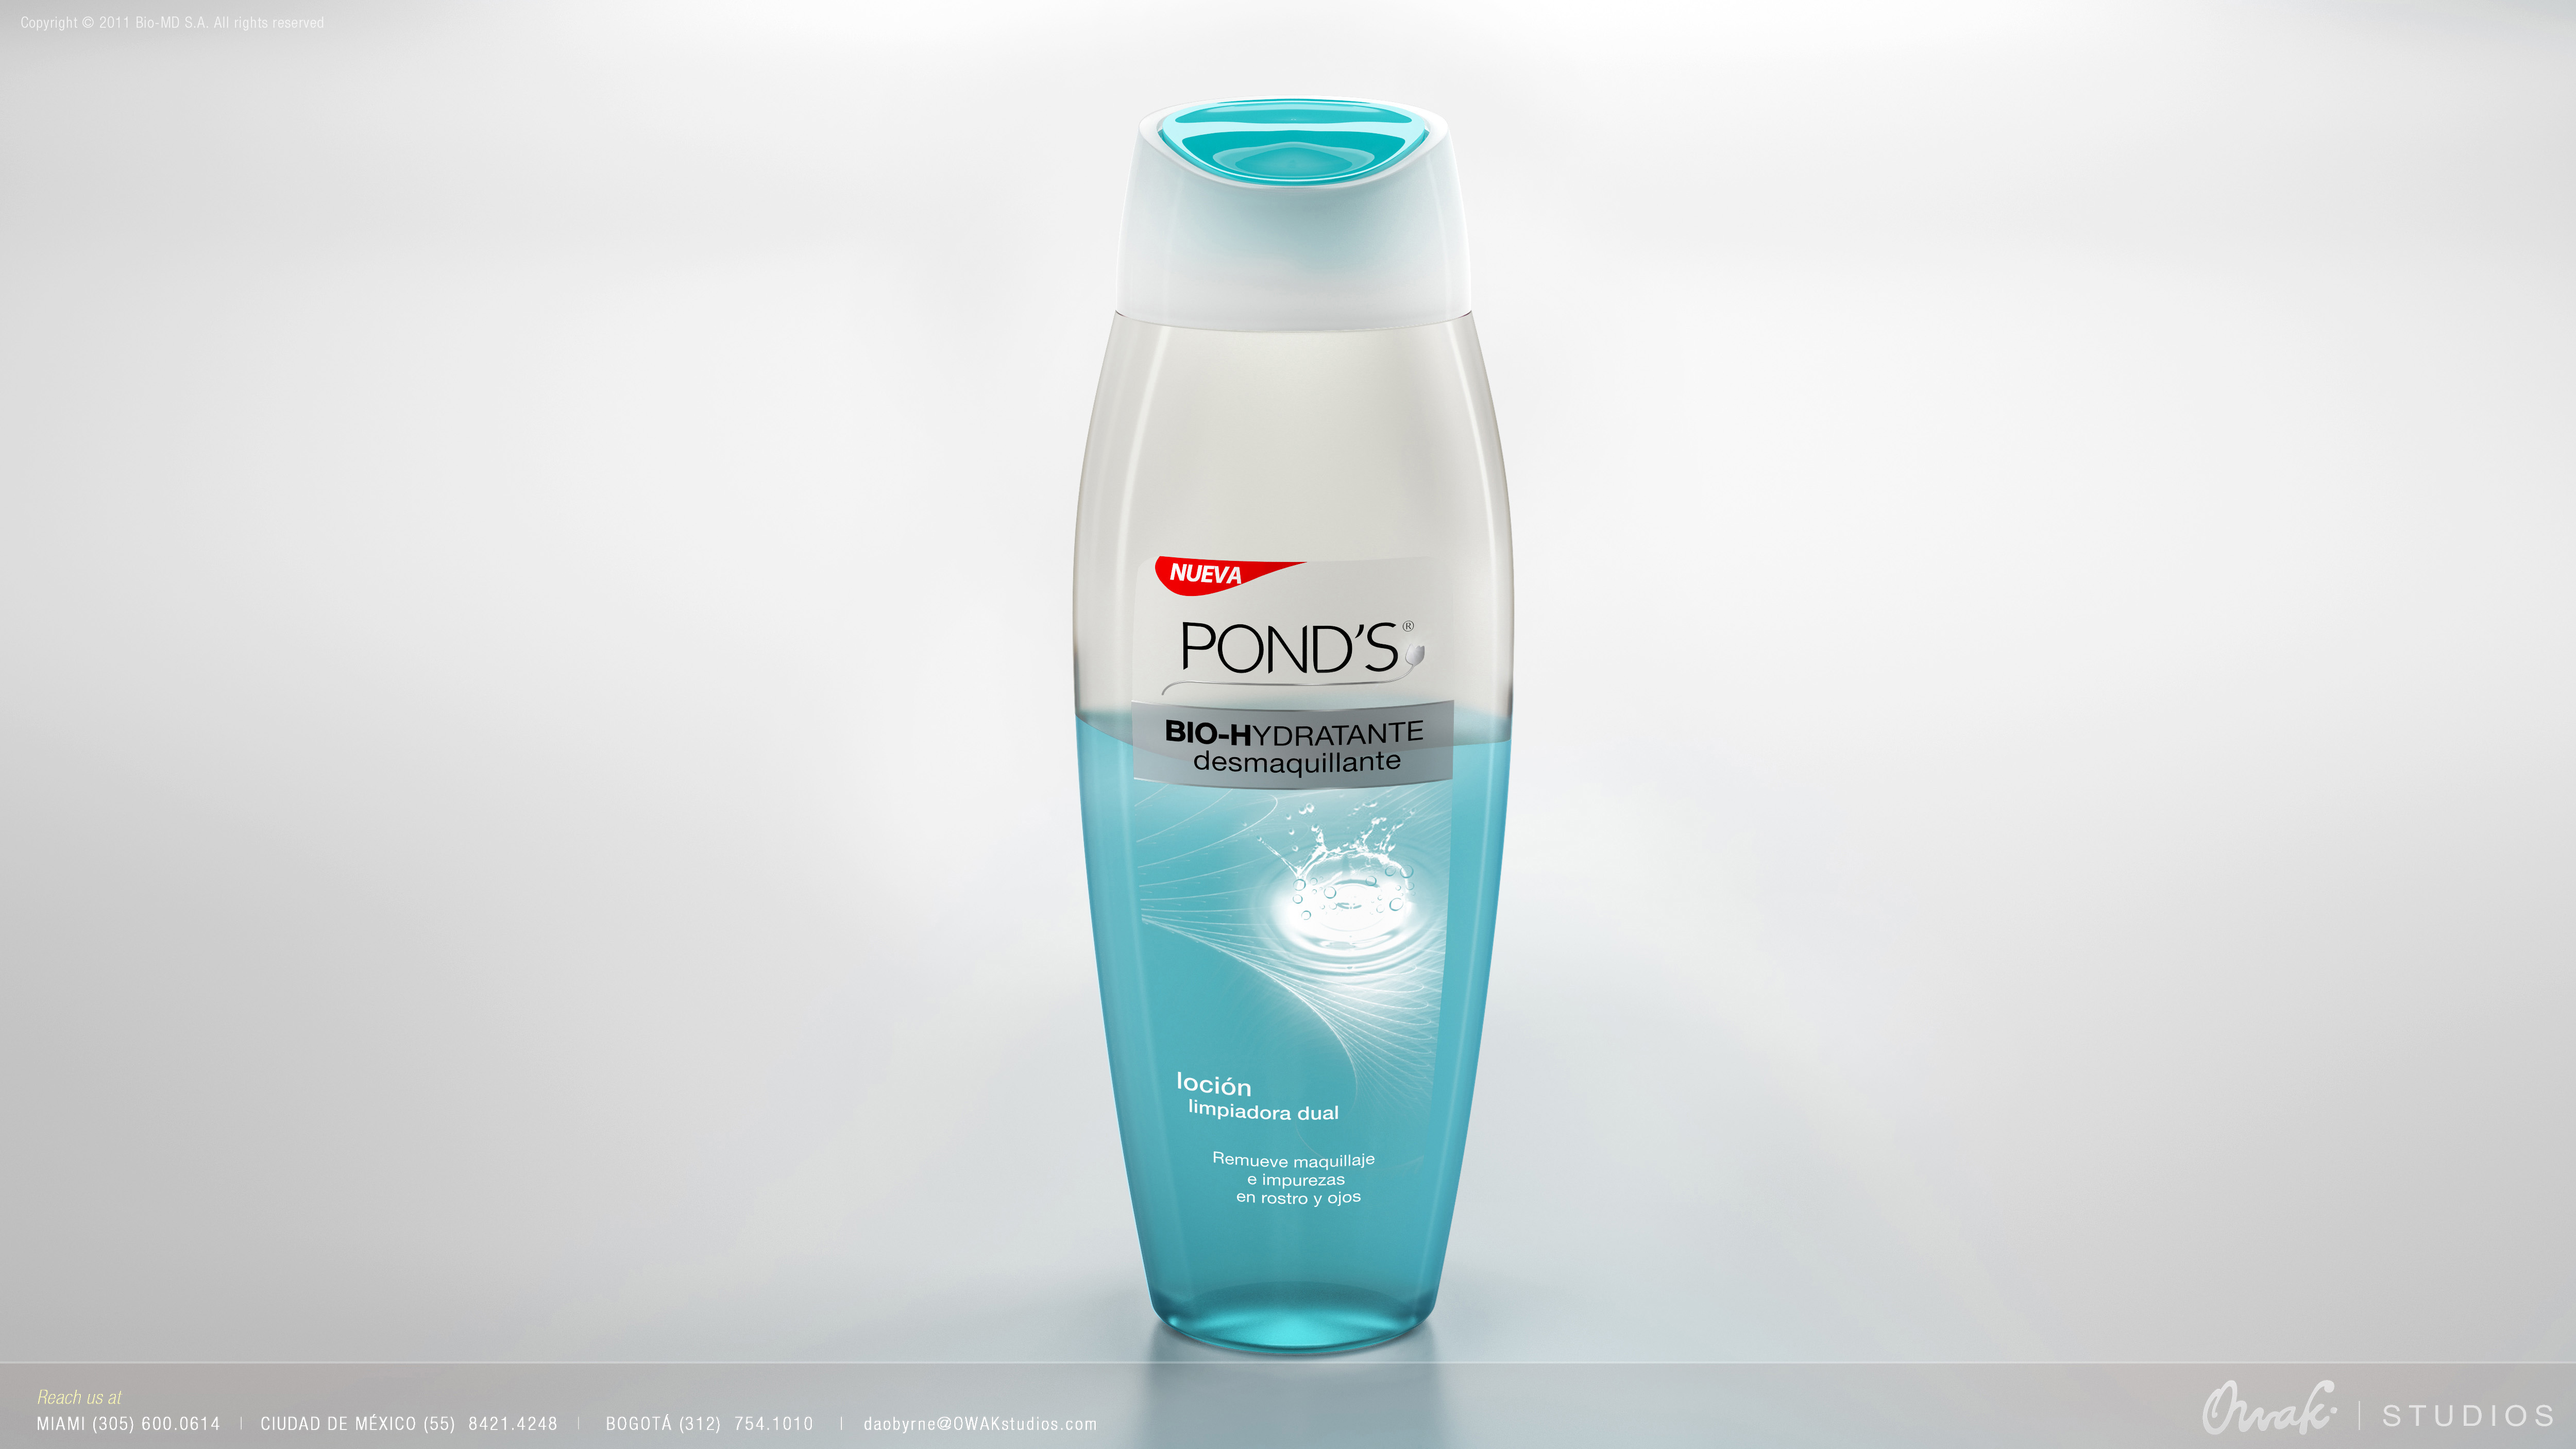 Copyright © 2011 Bio-MD S.A. All rights reserved
NUEVA
POND'S®
BIO-HYDRATANTE
desmaquillante
loción
limpiadora dual
Remueve maquillaje
e impurezas
en rostro y ojos
Reach us at
MIAMI (305) 600.0614 | CIUDAD DE MÉXICO (55) 8421.4248 | BOGOTÁ (312) 754.1010 | daobyrne@OWAKstudios.com
Owak | STUDIOS